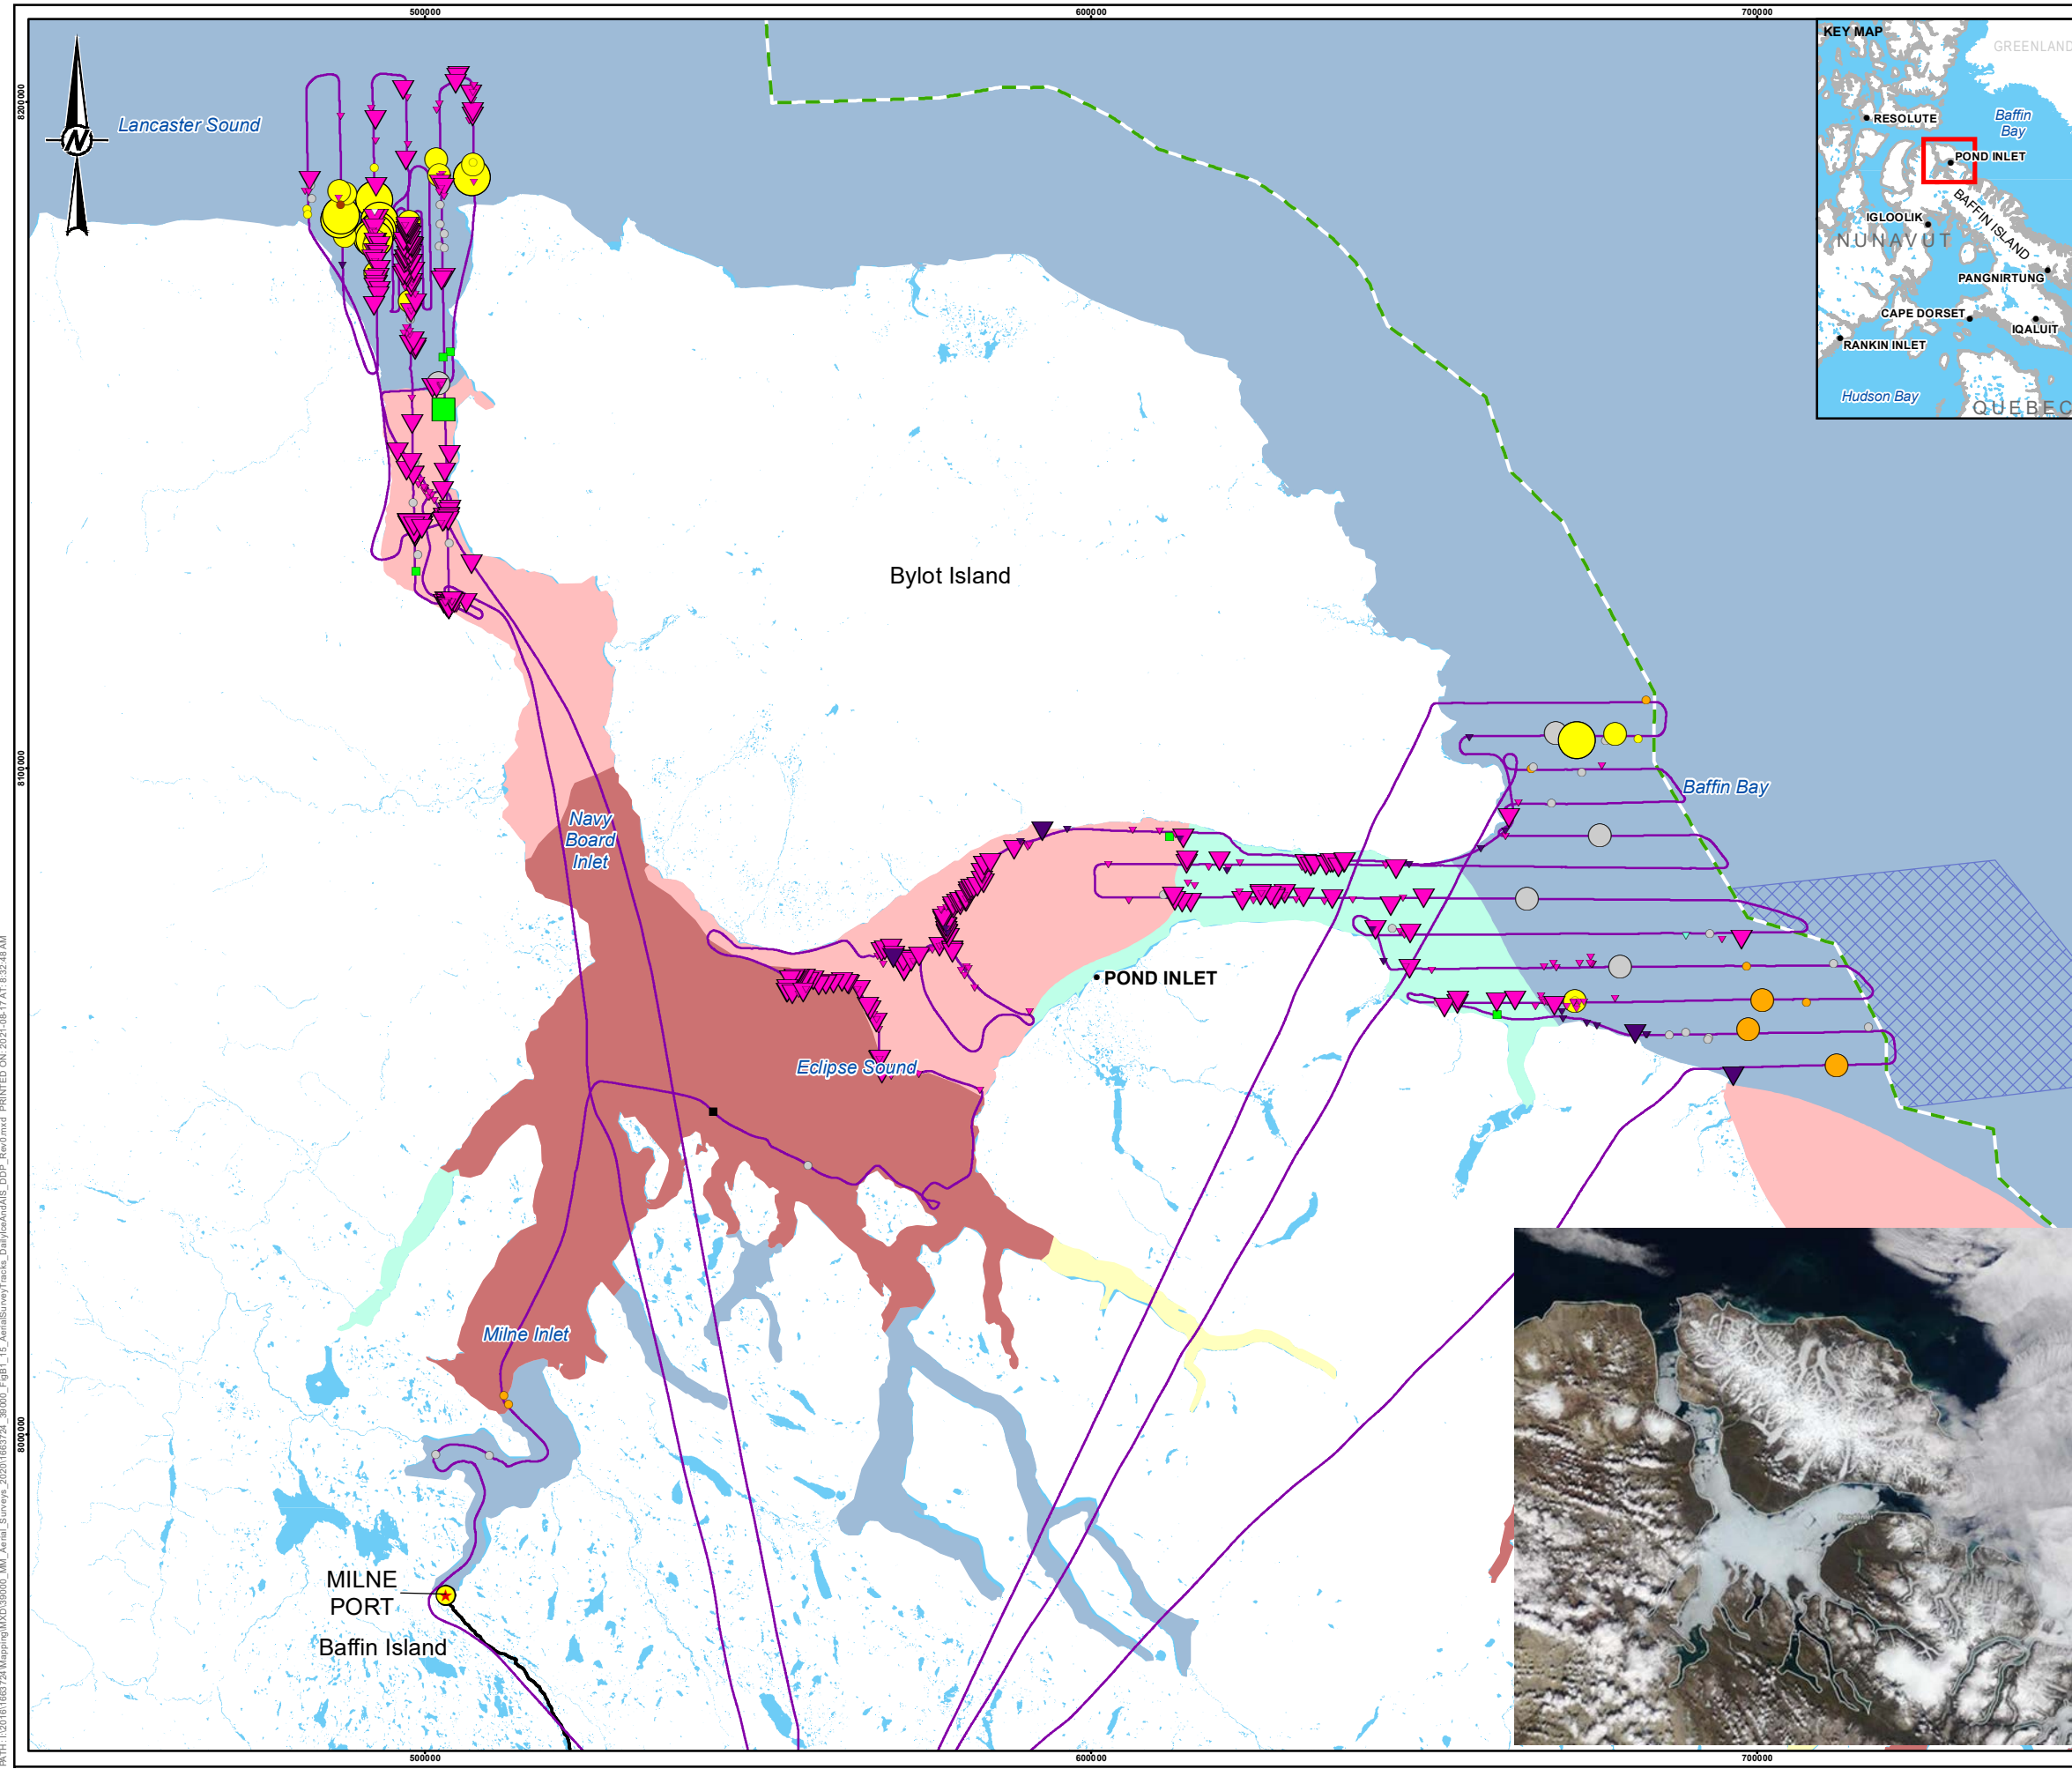 500000
600000
700000
KEY MAP
GREENLAND
Baffin
Bay
RESOLUTE
POND INLET
BAFFIN ISLAND
IGLOOLIK
NUNAVUT
PANGNIRTUNG
CAPE DORSET
IQALUIT
RANKIN INLET
Hudson Bay
QUEBEC
8200000
N
Lancaster Sound
Bylot Island
8100000
Navy
Board
Inlet
Baffin Bay
POND INLET
Eclipse Sound
Milne Inlet
8000000
MILNE
PORT
Baffin Island
500000
600000
700000